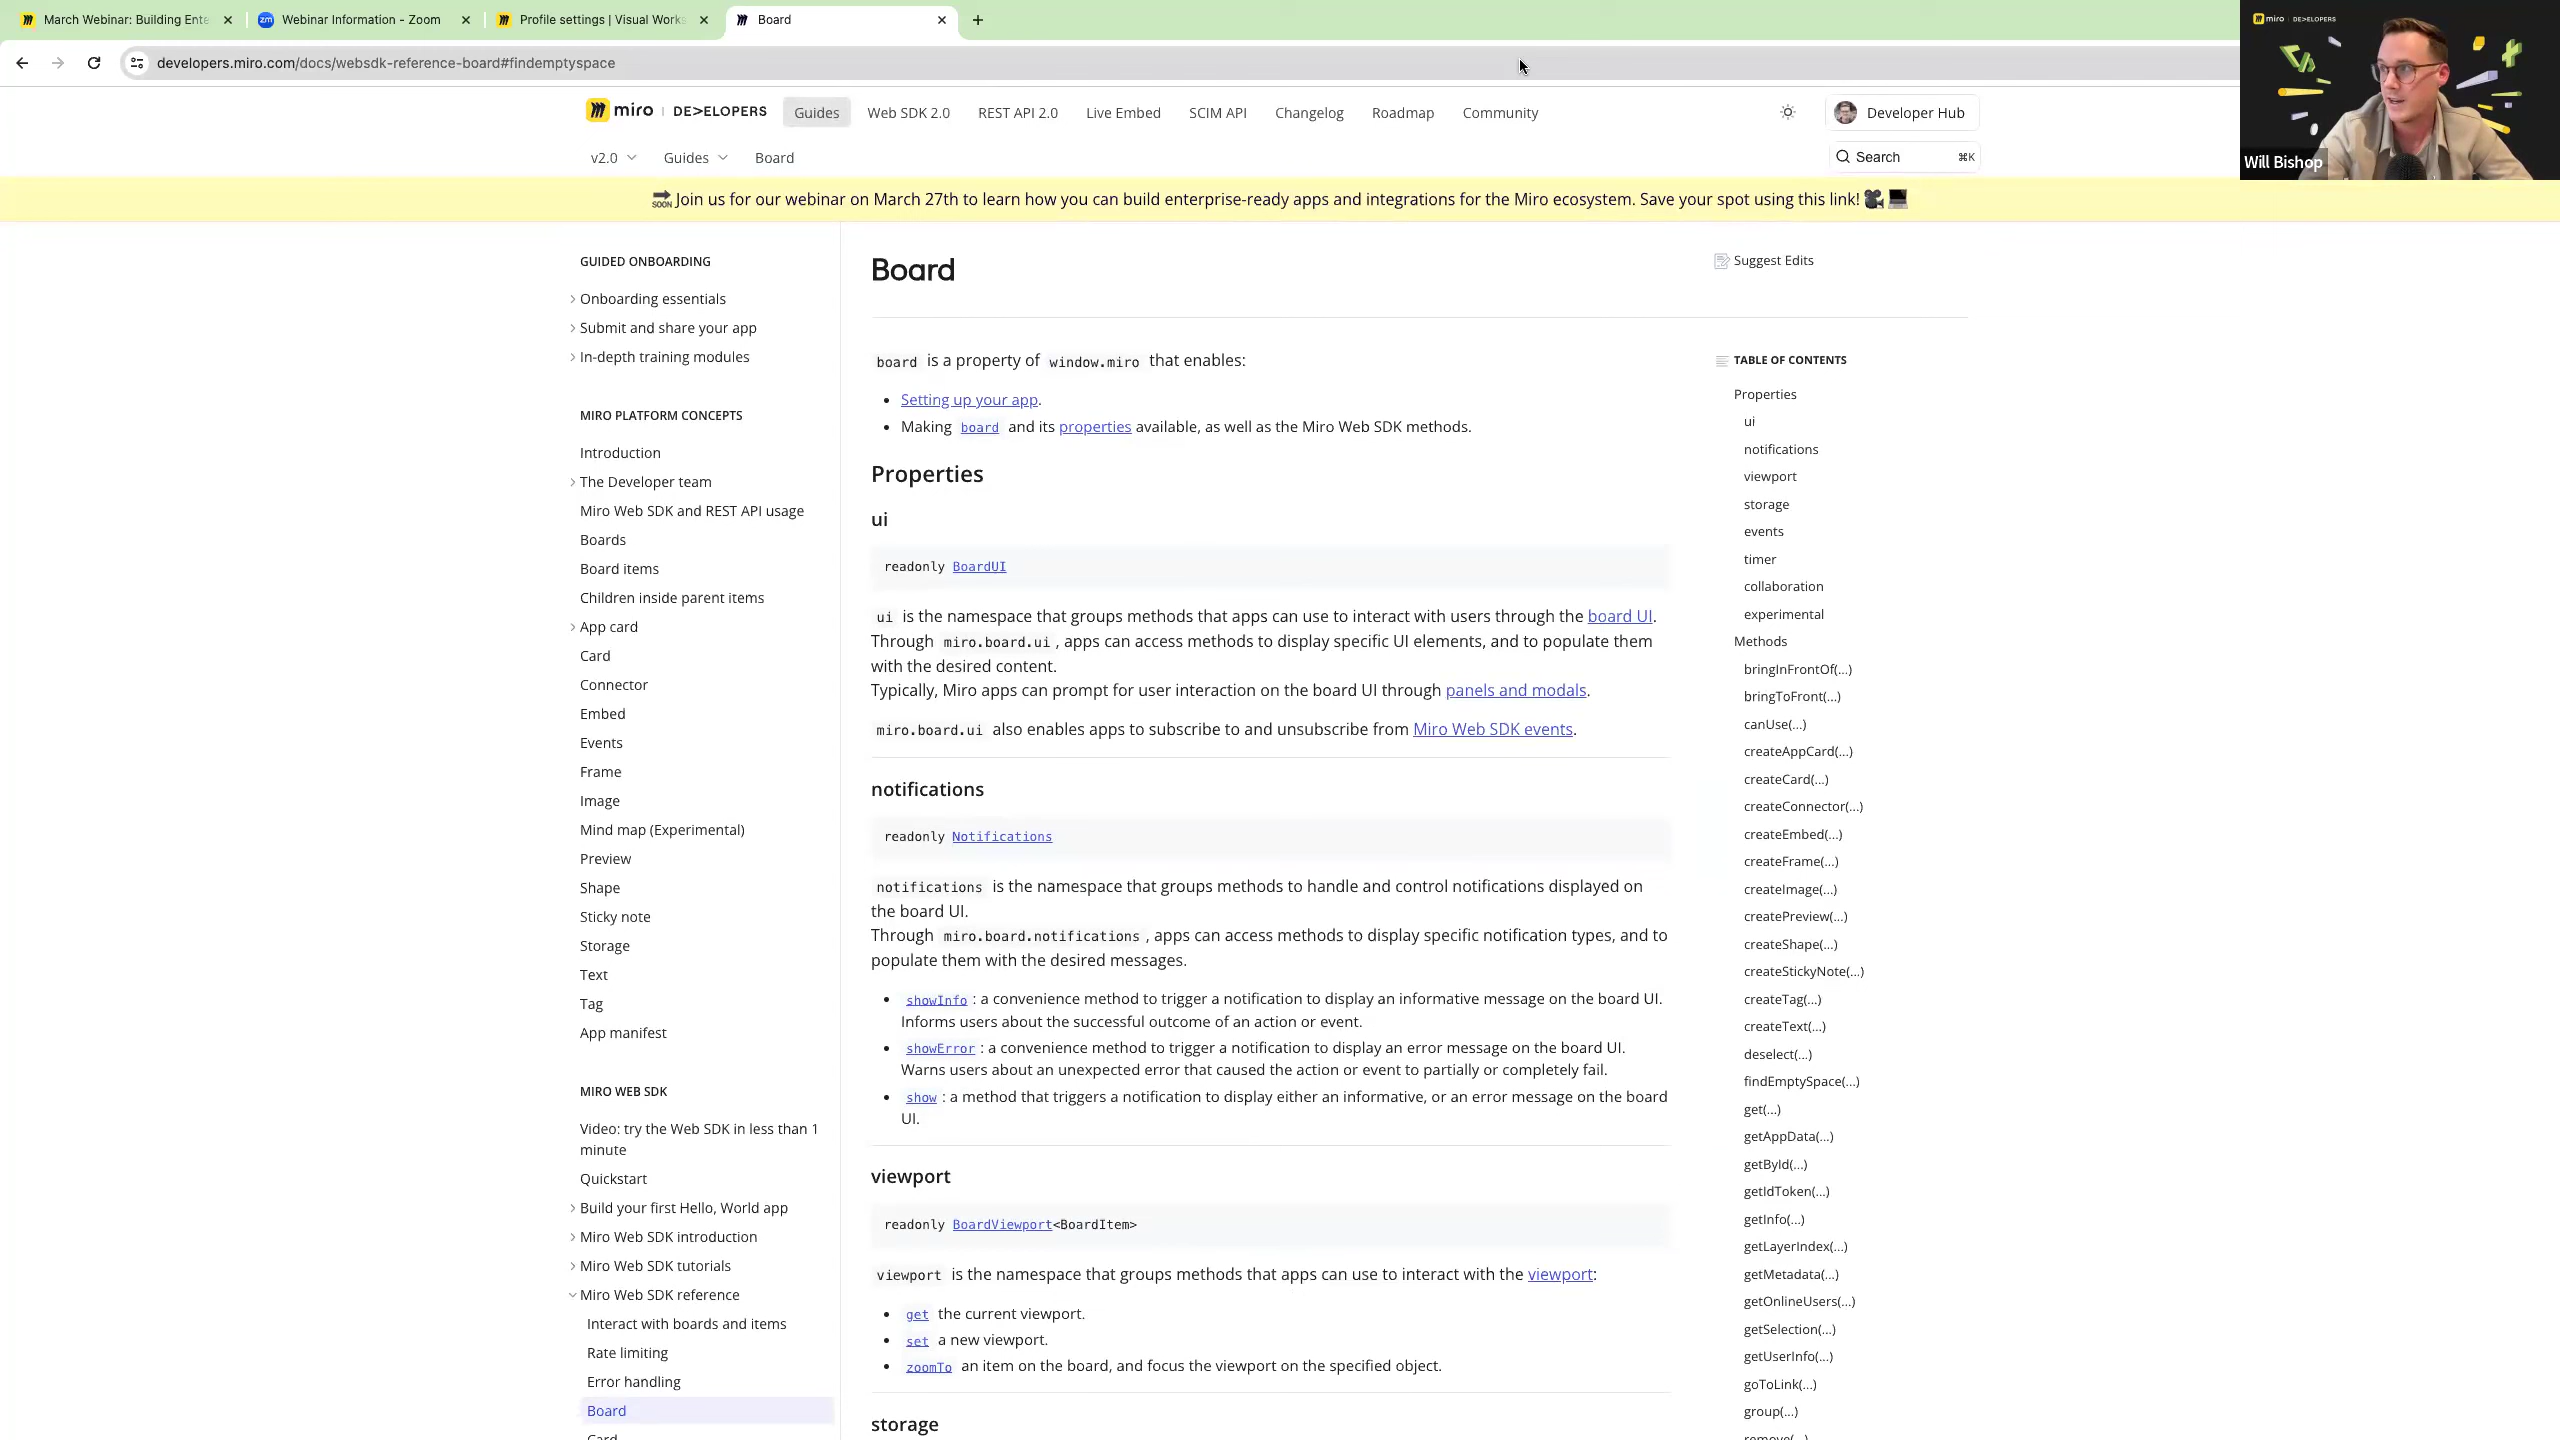 March Webinar: Building Ente
Webinar Information - Zoom
Profile settings | Visual Works
Board
developers.miro.com/docs/websdk-reference-board#findemptyspace
miro | DEVELOPERS
Will Bishop
miro | DE>ELOPERS
Guides
Web SDK 2.0
REST API 2.0
Live Embed
SCIM API
Changelog
Roadmap
Community
Developer Hub
v2.0
Guides
Board
Search
⌘K
SOON Join us for our webinar on March 27th to learn how you can build enterprise-ready apps and integrations for the Miro ecosystem. Save your spot using this link!
GUIDED ONBOARDING
Onboarding essentials
Submit and share your app
In-depth training modules
MIRO PLATFORM CONCEPTS
Introduction
The Developer team
Miro Web SDK and REST API usage
Boards
Board items
Children inside parent items
App card
Card
Connector
Embed
Events
Frame
Image
Mind map (Experimental)
Preview
Shape
Sticky note
Storage
Text
Tag
App manifest
MIRO WEB SDK
Video: try the Web SDK in less than 1
minute
Quickstart
Build your first Hello, World app
Miro Web SDK introduction
Miro Web SDK tutorials
Miro Web SDK reference
Interact with boards and items
Rate limiting
Error handling
Board
Card
Board
board is a property of window.miro that enables:
• Setting up your app.
• Making board and its properties available, as well as the Miro Web SDK methods.
Properties
ui
readonly BoardUI
ui is the namespace that groups methods that apps can use to interact with users through the board UI.
Through miro.board.ui, apps can access methods to display specific UI elements, and to populate them
with the desired content.
Typically, Miro apps can prompt for user interaction on the board UI through panels and modals.
miro.board.ui also enables apps to subscribe to and unsubscribe from Miro Web SDK events.
notifications
readonly Notifications
notifications is the namespace that groups methods to handle and control notifications displayed on
the board UI.
Through miro.board.notifications, apps can access methods to display specific notification types, and to
populate them with the desired messages.
• showInfo: a convenience method to trigger a notification to display an informative message on the board UI.
Informs users about the successful outcome of an action or event.
• showError: a convenience method to trigger a notification to display an error message on the board UI.
Warns users about an unexpected error that caused the action or event to partially or completely fail.
• show: a method that triggers a notification to display either an informative, or an error message on the board
UI.
viewport
readonly BoardViewport<BoardItem>
viewport is the namespace that groups methods that apps can use to interact with the viewport:
• get the current viewport.
• set a new viewport.
• zoomTo an item on the board, and focus the viewport on the specified object.
storage
Suggest Edits
TABLE OF CONTENTS
Properties
ui
notifications
viewport
storage
events
timer
collaboration
experimental
Methods
bringInFrontOf(...)
bringToFront(...)
canUse(...)
createAppCard(...)
createCard(...)
createConnector(...)
createEmbed(...)
createFrame(...)
createImage(...)
createPreview(...)
createShape(...)
createStickyNote(...)
createTag(...)
createText(...)
deselect(...)
findEmptySpace(...)
get(...)
getAppData(...)
getById(...)
getIdToken(...)
getInfo(...)
getLayerIndex(...)
getMetadata(...)
getOnlineUsers(...)
getSelection(...)
getUserInfo(...)
goToLink(...)
group(...)
remove(...)